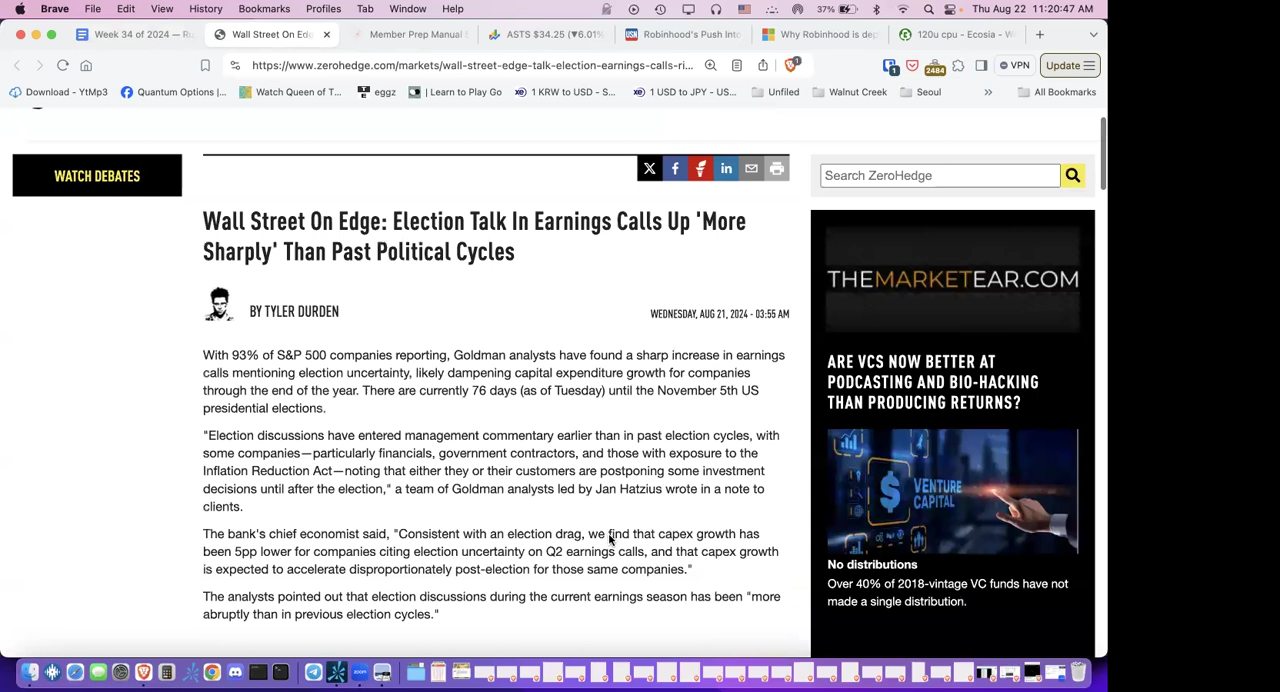 Brave File Edit View History Bookmarks Profiles Tab Window Help 37% Thu Aug 22 11:20:47 AM
Week 34 of 2024 — Ru Wall Street On Edge Member Prep Manual ASTS $34.25 (▼6.01% Robinhood's Push Into Why Robinhood is dep 120u cpu - Ecosia - W
https://www.zerohedge.com/markets/wall-street-edge-talk-election-earnings-calls-ri... 1 1 2484 VPN Update
Download - YtMp3 Quantum Options |... Watch Queen of T... eggz | Learn to Play Go 1 KRW to USD - S... 1 USD to JPY - US... Unfiled Walnut Creek Seoul » All Bookmarks
WATCH DEBATES
Search ZeroHedge
Wall Street On Edge: Election Talk In Earnings Calls Up 'More
Sharply' Than Past Political Cycles
BY TYLER DURDEN
WEDNESDAY, AUG 21, 2024 - 03:55 AM
With 93% of S&P 500 companies reporting, Goldman analysts have found a sharp increase in earnings
calls mentioning election uncertainty, likely dampening capital expenditure growth for companies
through the end of the year. There are currently 76 days (as of Tuesday) until the November 5th US
presidential elections.
"Election discussions have entered management commentary earlier than in past election cycles, with
some companies—particularly financials, government contractors, and those with exposure to the
Inflation Reduction Act—noting that either they or their customers are postponing some investment
decisions until after the election," a team of Goldman analysts led by Jan Hatzius wrote in a note to
clients.
The bank's chief economist said, "Consistent with an election drag, we find that capex growth has
been 5pp lower for companies citing election uncertainty on Q2 earnings calls, and that capex growth
is expected to accelerate disproportionately post-election for those same companies."
The analysts pointed out that election discussions during the current earnings season has been "more
abruptly than in previous election cycles."
THEMARKETEAR.COM
ARE VCS NOW BETTER AT
PODCASTING AND BIO-HACKING
THAN PRODUCING RETURNS?
VENTURE
CAPITAL
No distributions
Over 40% of 2018-vintage VC funds have not
made a single distribution.